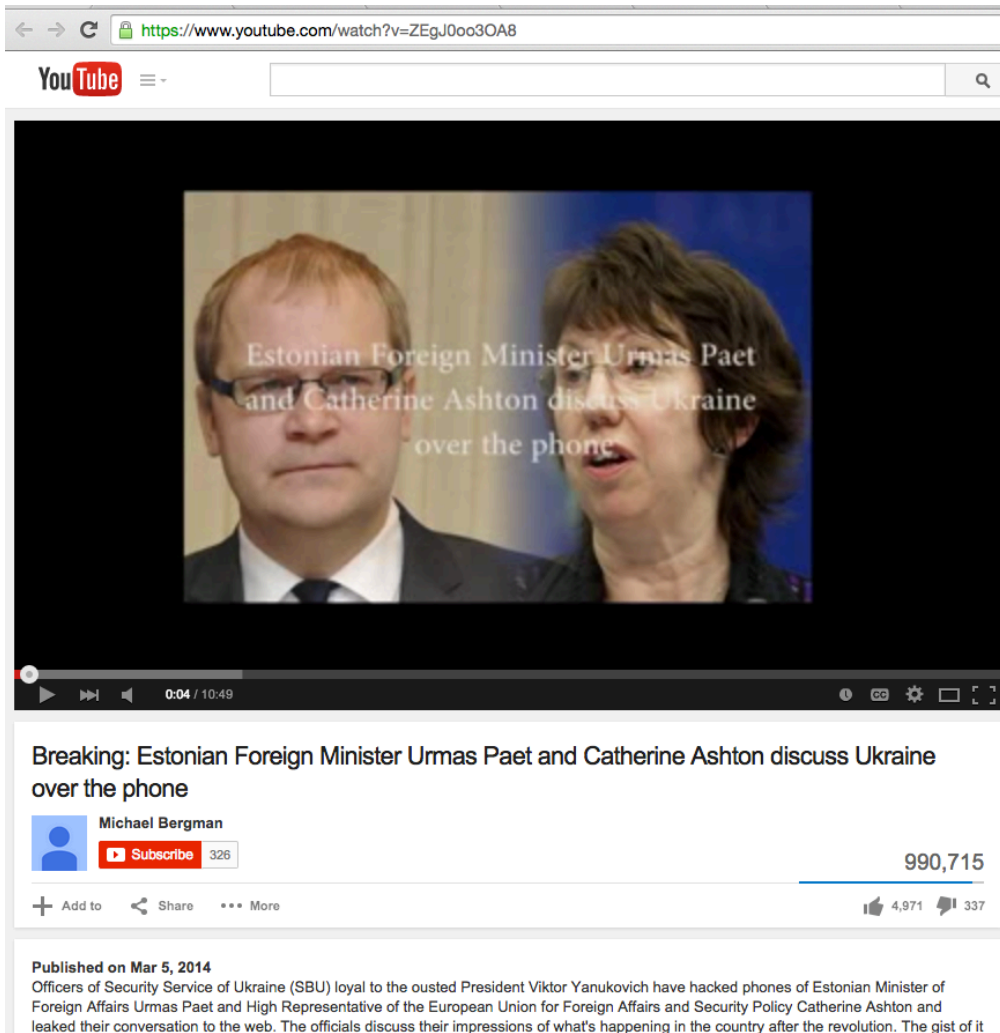 https://www.youtube.com/watch?v=ZEgJ0oo3OA8
YouTube
Estonian Foreign Minister Urmas Paet
and Catherine Ashton discuss Ukraine
over the phone
0:04 / 10:49
CC
Breaking: Estonian Foreign Minister Urmas Paet and Catherine Ashton discuss Ukraine
over the phone
Michael Bergman
Subscribe 326
990,715
Add to Share More
4,971 337
Published on Mar 5, 2014
Officers of Security Service of Ukraine (SBU) loyal to the ousted President Viktor Yanukovich have hacked phones of Estonian Minister of
Foreign Affairs Urmas Paet and High Representative of the European Union for Foreign Affairs and Security Policy Catherine Ashton and
leaked their conversation to the web. The officials discuss their impressions of what's happening in the country after the revolution. The gist of it